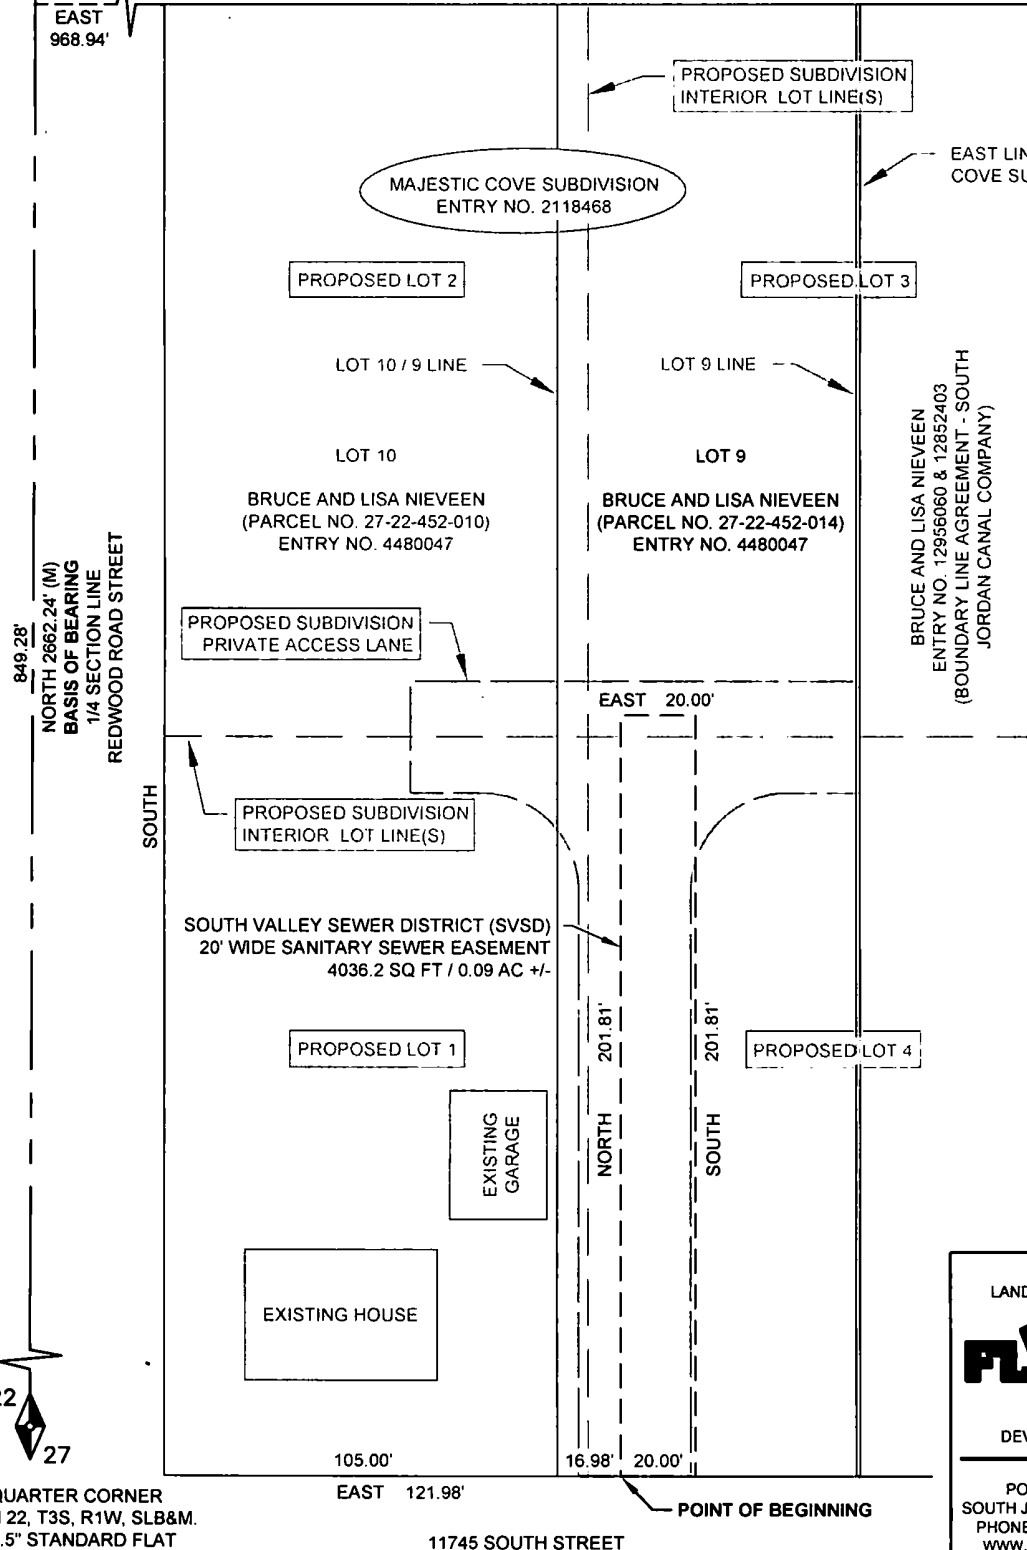 EAST
968.94'
PROPOSED SUBDIVISION
INTERIOR LOT LINE(S)
EAST
COVE
MAJESTIC COVE SUBDIVISION
ENTRY NO. 2118468
PROPOSED LOT 2
PROPOSED LOT 3
LOT 10 / 9 LINE
LOT 9 LINE
LOT 10
BRUCE AND LISA NIEVEEN
(PARCEL NO. 27-22-452-010)
ENTRY NO. 4480047
LOT 9
BRUCE AND LISA NIEVEEN
(PARCEL NO. 27-22-452-014)
ENTRY NO. 4480047
BRUCE AND LISA NIEVEEN
ENTRY NO. 12956060 & 12852403
(BOUNDARY LINE AGREEMENT - SOUTH
JORDAN CANAL COMPANY)
849.28'
NORTH 2662.24' (M)
BASIS OF BEARING
1/4 SECTION LINE
REDWOOD ROAD STREET
PROPOSED SUBDIVISION
PRIVATE ACCESS LANE
EAST 20.00'
SOUTH
PROPOSED SUBDIVISION
INTERIOR LOT LINE(S)
SOUTH VALLEY SEWER DISTRICT (SVSD)
20' WIDE SANITARY SEWER EASEMENT
4036.2 SQ FT / 0.09 AC +/-
NORTH 201.81'
SOUTH 201.81'
PROPOSED LOT 1
PROPOSED LOT 4
EXISTING
GARAGE
EXISTING HOUSE
27
105.00'
16.98'
20.00'
EAST 121.98'
POINT OF BEGINNING
11745 SOUTH STREET
QUARTER CORNER
22, T3S, R1W, SLB&M.
.5" STANDARD FLAT
LAND
DEV
PO
SOUTH J
PHONE
WWW.